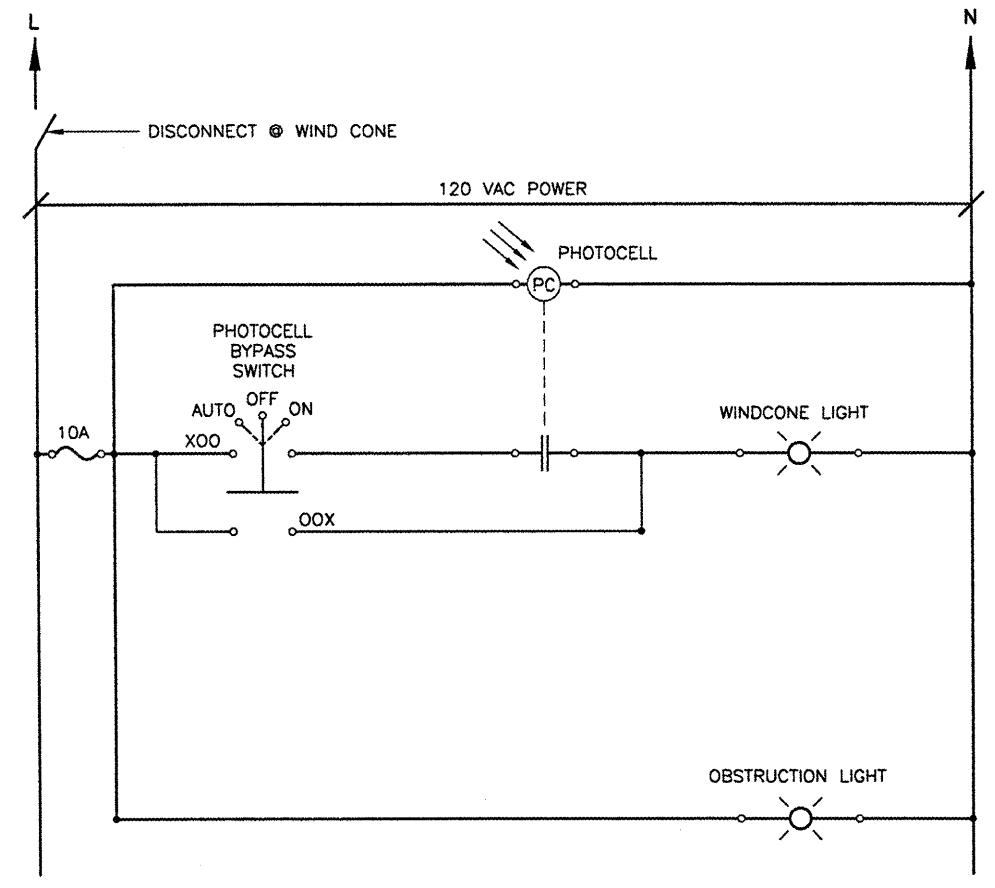 L
N
DISCONNECT @ WIND CONE
120 VAC POWER
PHOTOCELL
PC
PHOTOCELL
BYPASS
SWITCH
AUTO OFF ON
10A
XOO
WINDCONE LIGHT
OOX
OBSTRUCTION LIGHT